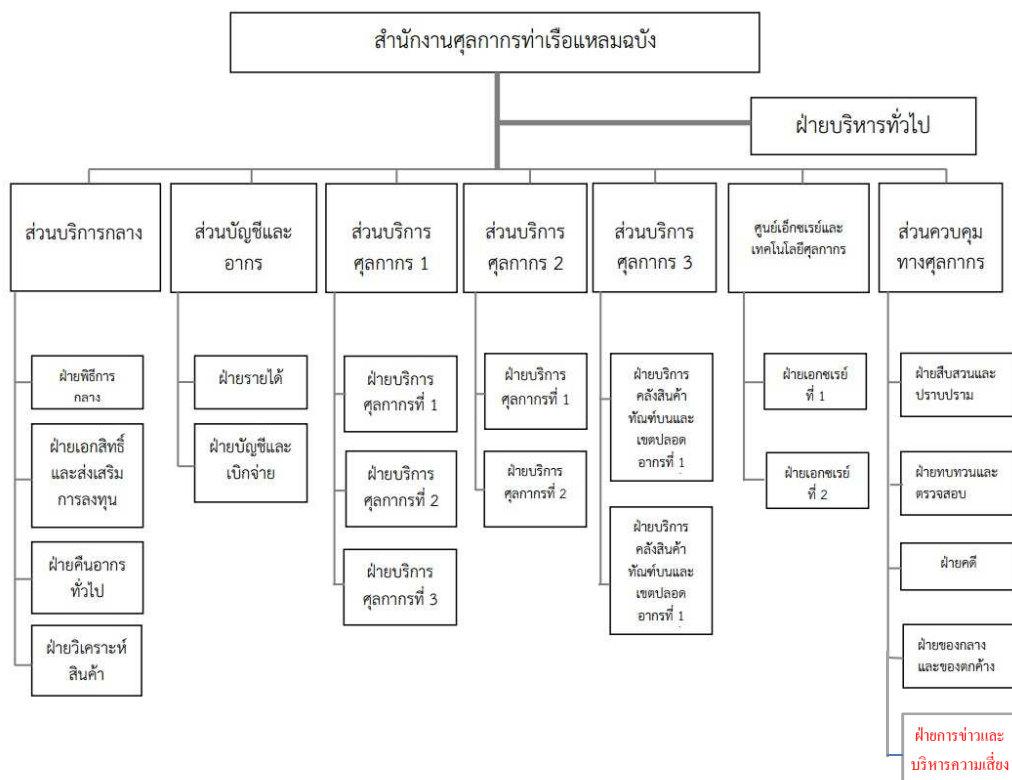 สำนักงานศุลกากรท่าเรือแหลมฉบัง
ฝ่ายบริหารทั่วไป
ส่วนบริการกลาง
ส่วนบัญชีและ
อากร
ส่วนบริการ
ศุลกากร 1
ส่วนบริการ
ศุลกากร 2
ส่วนบริการ
ศุลกากร 3
ศูนย์เอ็กซเรย์และ
เทคโนโลยีศุลกากร
ส่วนควบคุม
ทางศุลกากร
ฝ่ายพิธีการ
กลาง
ฝ่ายเอกสิทธิ์
และส่งเสริม
การลงทุน
ฝ่ายคืนอากร
ทั่วไป
ฝ่ายวิเคราะห์
สินค้า
ฝ่ายรายได้
ฝ่ายบัญชีและ
เบิกจ่าย
ฝ่ายบริการ
ศุลกากรที่ 1
ฝ่ายบริการ
ศุลกากรที่ 2
ฝ่ายบริการ
ศุลกากรที่ 3
ฝ่ายบริการ
ศุลกากรที่ 1
ฝ่ายบริการ
ศุลกากรที่ 2
ฝ่ายบริการ
คลังสินค้า
ทัณฑ์บนและ
เขตปลอด
อากรที่ 1
ฝ่ายบริการ
คลังสินค้า
ทัณฑ์บนและ
เขตปลอด
อากรที่ 1
ฝ่ายเอกซเรย์
ที่ 1
ฝ่ายเอกซเรย์
ที่ 2
ฝ่ายสืบสวนและ
ปราบปราม
ฝ่ายทบทวนและ
ตรวจสอบ
ฝ่ายคดี
ฝ่ายของกลาง
และของตกค้าง
ฝ่ายการข่าวและ
บริหารความเสี่ยง